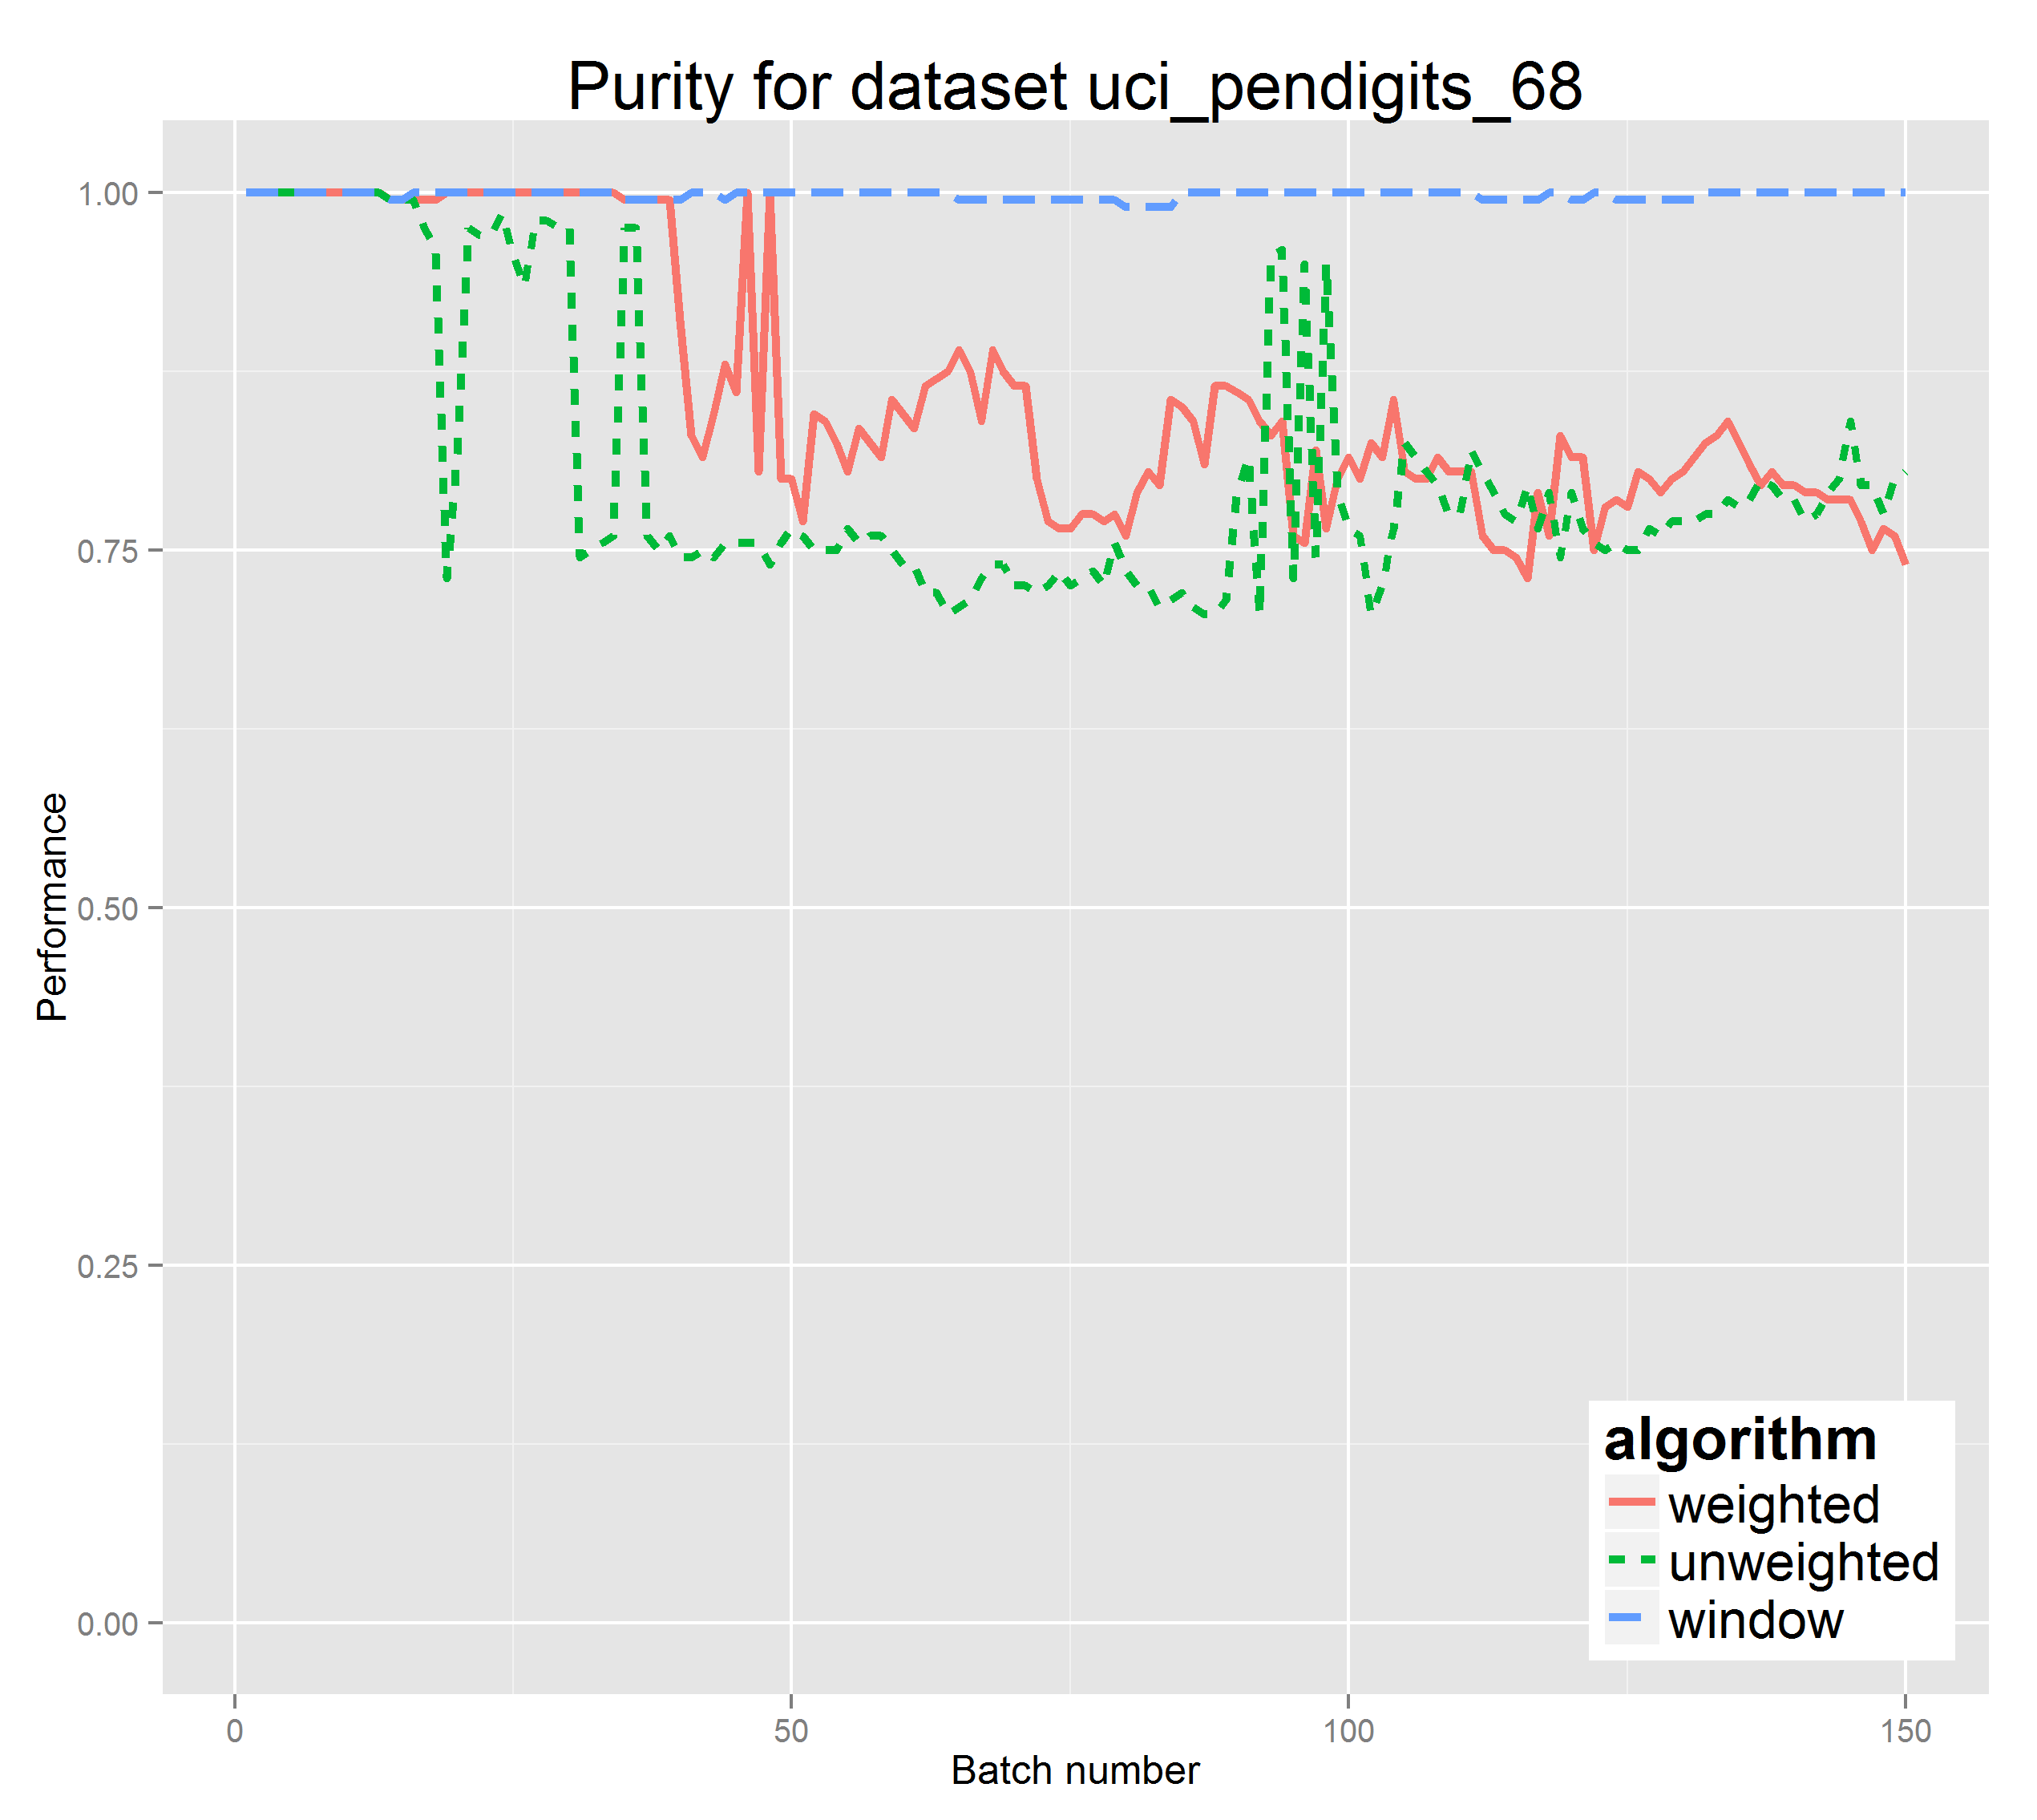 Purity for dataset uci_pendigits_68
1.00
0.75
0.50
0.25
0.00
Performance
0
50
100
150
Batch number
algorithm
weighted
unweighted
window